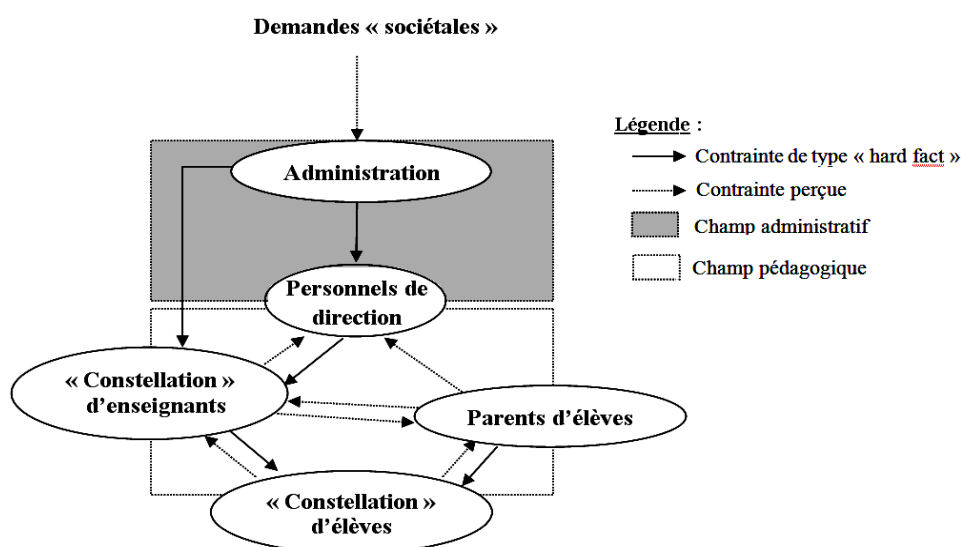 Demandes « sociétales »
Légende :
Contrainte de type « hard fact »
Administration
Contrainte perçue
Champ administratif
Champ pédagogique
Personnels de
direction
« Constellation »
d'enseignants
Parents d'élèves
« Constellation »
d'élèves